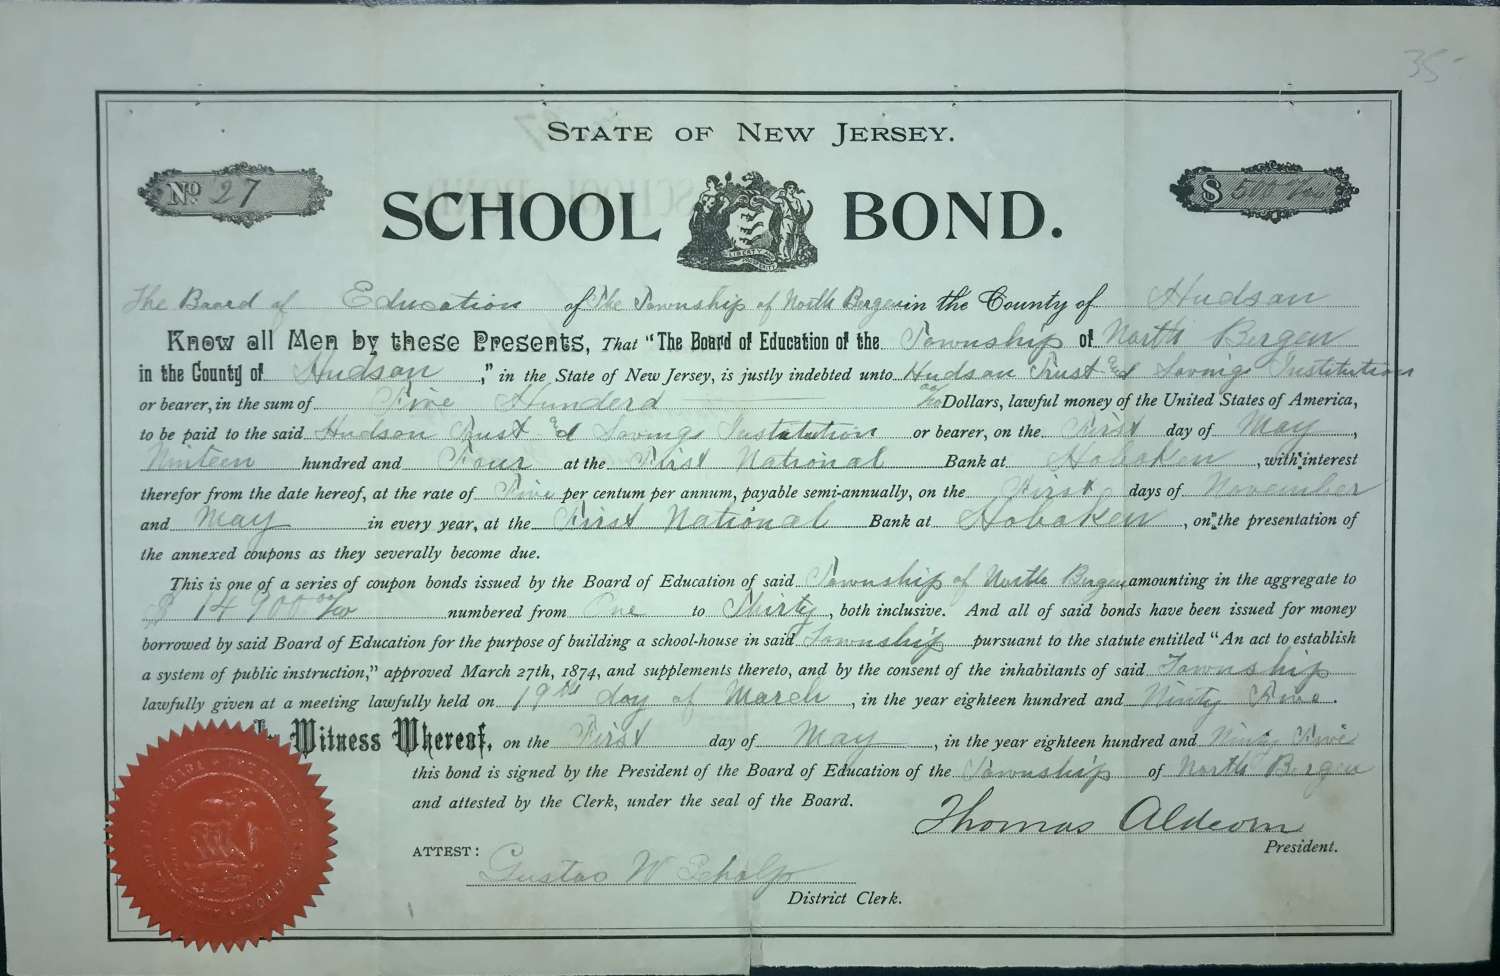 35-
STATE OF NEW JERSEY.
No. 27
$ 500 00/100
SCHOOL BOND.
LIBERTY AND PROSPERITY
The Board of Education of The Township of North Bergen in the County of Hudson
Know all Men by these Presents, That "The Board of Education of the Township of North Bergen
in the County of Hudson," in the State of New Jersey, is justly indebted unto Hudson Trust and Savings Institution
or bearer, in the sum of Five Hunderd 00/100 Dollars, lawful money of the United States of America,
to be paid to the said Hudson Trust and Savings Institution or bearer, on the First day of May,
Ninteen hundred and Four at the First National Bank at Hoboken, with interest
therefor from the date hereof, at the rate of Five per centum per annum, payable semi-annually, on the First days of November
and May in every year, at the First National Bank at Hoboken, on the presentation of
the annexed coupons as they severally become due.
This is one of a series of coupon bonds issued by the Board of Education of said Township of North Bergen amounting in the aggregate to
$ 14 900 00/100 numbered from One to Thirty, both inclusive. And all of said bonds have been issued for money
borrowed by said Board of Education for the purpose of building a school-house in said Township pursuant to the statute entitled "An act to establish
a system of public instruction," approved March 27th, 1874, and supplements thereto, and by the consent of the inhabitants of said Township
lawfully given at a meeting lawfully held on 19th day of March, in the year eighteen hundred and Ninty Five.
In Witness Whereof, on the First day of May, in the year eighteen hundred and Ninty Five
this bond is signed by the President of the Board of Education of the Township of North Bergen
and attested by the Clerk, under the seal of the Board.
Thomas Aldcorn
President.
ATTEST: Gustav W
District Clerk.